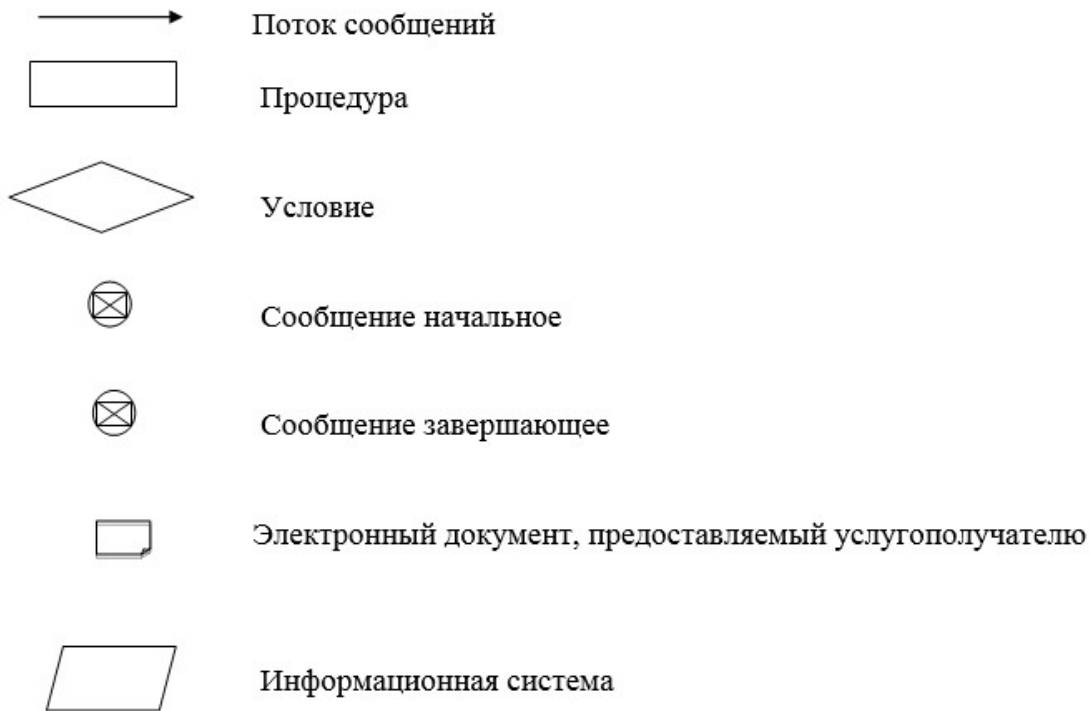 Поток сообщений
Процедура
Условие
Сообщение начальное
Сообщение завершающее
Электронный документ, предоставляемый услугополучателю
Информационная система